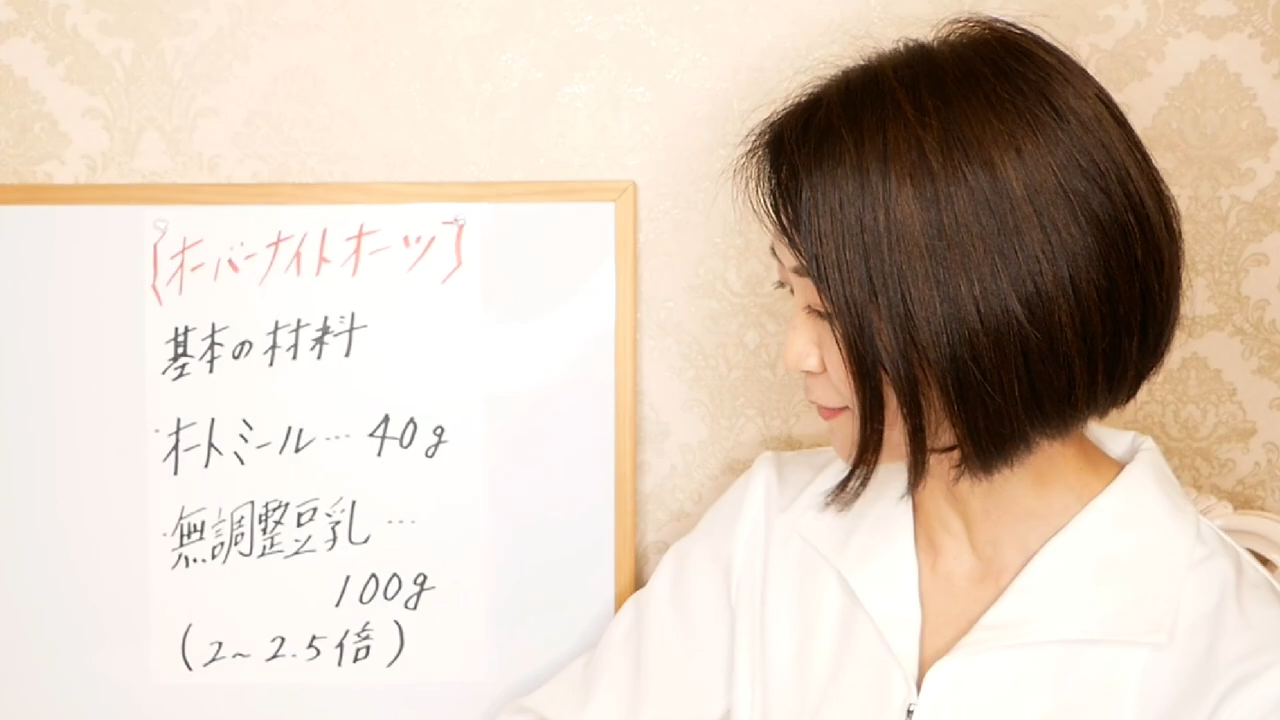 【オーバーナイトオーツ】
基本の材料
・オートミール… 40g
・無調整豆乳…
100g
(2~2.5倍)